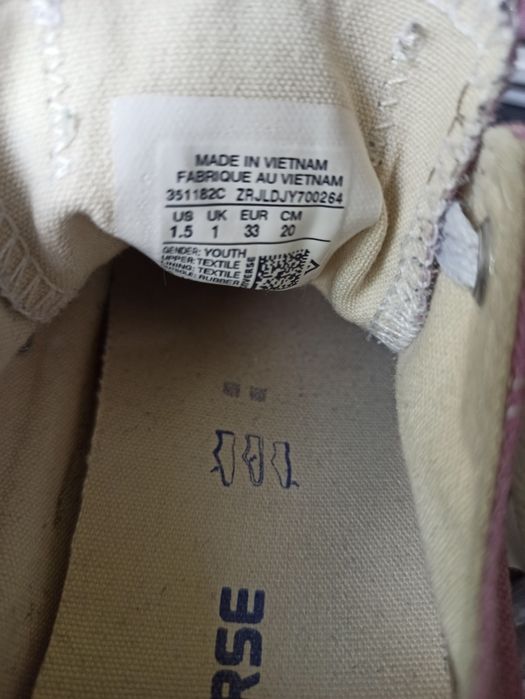 MADE IN VIETNAM
FABRIQUE AU VIETNAM
351182C ZRJLDJY700264
US UK EUR CM
1.5 1 33 20
GENDER: YOUTH
UPPER: TEXTILE
LINING: TEXTILE
RUBBER
RSE